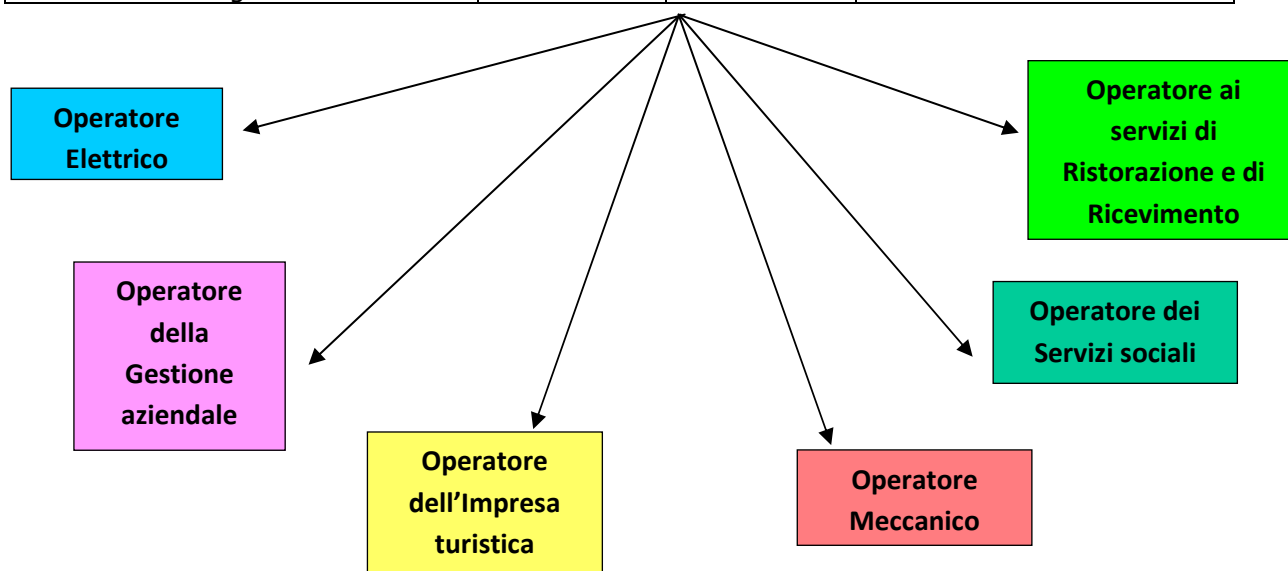 Operatore
Elettrico
Operatore ai
servizi di
Ristorazione e di
Ricevimento
Operatore
della
Gestione
aziendale
Operatore dei
Servizi sociali
Operatore
dell’Impresa
turistica
Operatore
Meccanico